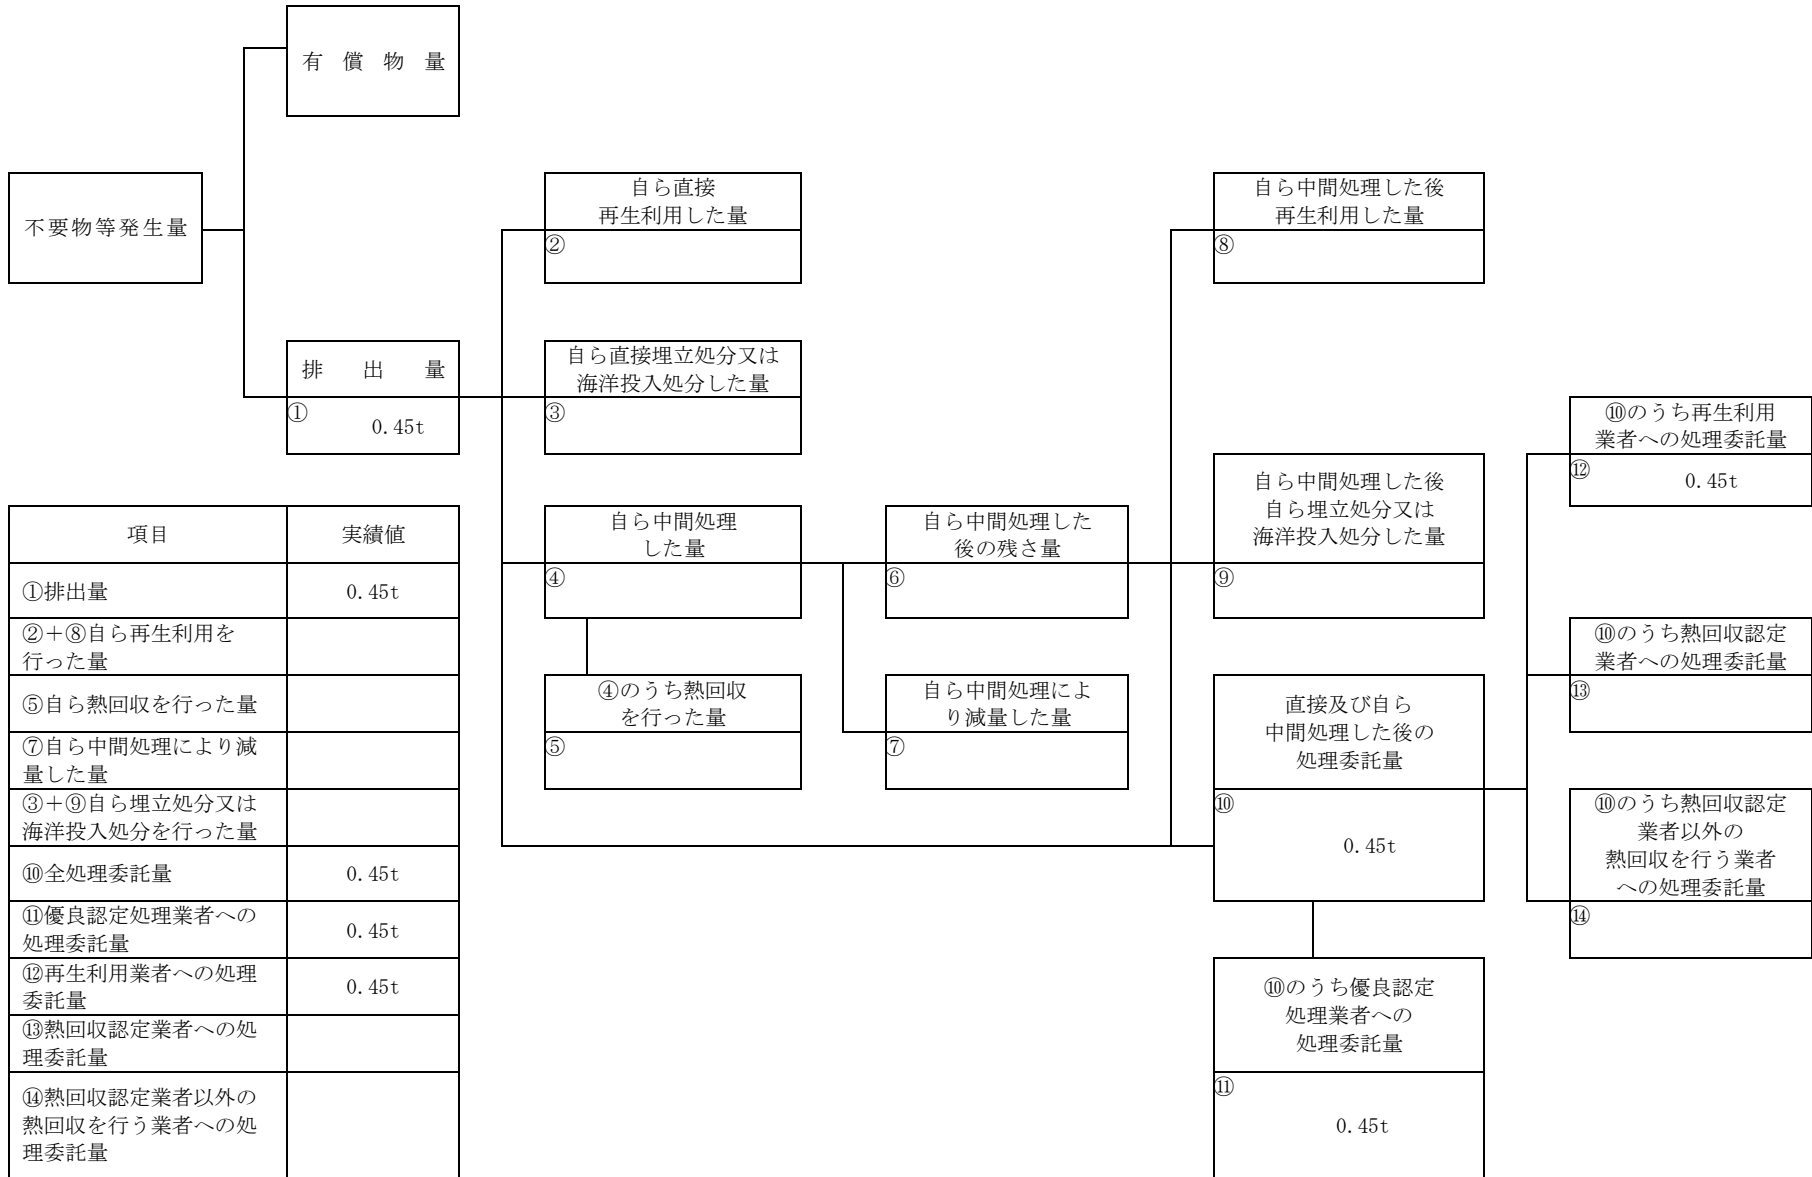 有　償　物　量
不要物等発生量
排　出　量
①
0.45t
自ら直接
再生利用した量
②
自ら直接埋立処分又は
海洋投入処分した量
③
自ら中間処理
した量
④
④のうち熱回収
を行った量
⑤
自ら中間処理した
後の残さ量
⑥
自ら中間処理によ
り減量した量
⑦
自ら中間処理した後
再生利用した量
⑧
自ら中間処理した後
自ら埋立処分又は
海洋投入処分した量
⑨
直接及び自ら
中間処理した後の
処理委託量
⑩
0.45t
⑩のうち優良認定
処理業者への
処理委託量
⑪
0.45t
⑩のうち再生利用
業者への処理委託量
⑫
0.45t
⑩のうち熱回収認定
業者への処理委託量
⑬
⑩のうち熱回収認定
業者以外の
熱回収を行う業者
への処理委託量
⑭
項目　実績値
①排出量　0.45t
②＋⑧自ら再生利用を
行った量
⑤自ら熱回収を行った量
⑦自ら中間処理により減
量した量
③＋⑨自ら埋立処分又は
海洋投入処分を行った量
⑩全処理委託量　0.45t
⑪優良認定処理業者への
処理委託量　0.45t
⑫再生利用業者への処理
委託量　0.45t
⑬熱回収認定業者への処
理委託量
⑭熱回収認定業者以外の
熱回収を行う業者への処
理委託量